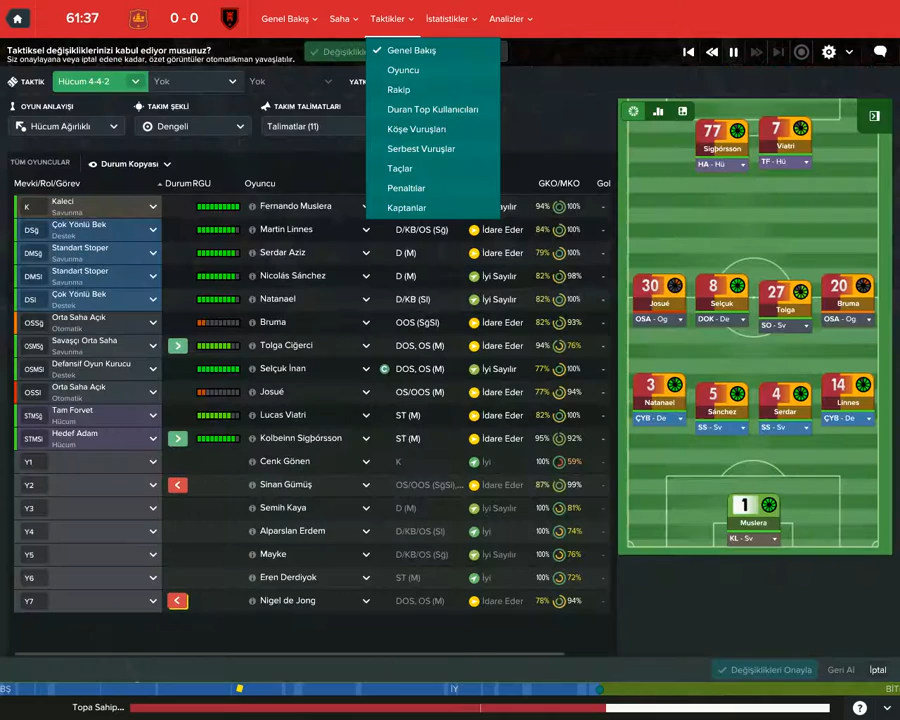 61:37 0 - 0 Genel Bakış Saha Taktikler İstatistikler Analizler
Taktiksel değişikliklerinizi kabul ediyor musunuz?
Siz onaylayana veya iptal edene kadar, özet görüntüler otomatikman yavaşlatılır.
Genel Bakış
Oyuncu
Rakip
Duran Top Kullanıcıları
Köşe Vuruşları
Serbest Vuruşlar
Taçlar
Penaltılar
Kaptanlar
TAKTİK Hücum 4-4-2 Yok Yok
OYUN ANLAYIŞI TAKIM ŞEKLİ TAKIM TALİMATLARI
Hücum Ağırlıklı Dengeli Talimatlar (11)
TÜM OYUNCULAR Durum Kopyası
Mevki/Rol/Görev Durum RGU Oyuncu GKO/MKO Gol
K Kaleci Savunma Fernando Muslera Sayılır 94% 100% -
DSğ Çok Yönlü Bek Destek Martin Linnes D/KB/OS (Sğ) İdare Eder 84% 100% -
DMSğ Standart Stoper Savunma Serdar Aziz D (M) İdare Eder 79% 100% -
DMSl Standart Stoper Savunma Nicolás Sánchez D (M) İyi Sayılır 82% 98% -
DSl Çok Yönlü Bek Destek Natanael D/KB (Sl) İyi Sayılır 82% 100% -
OSSğ Orta Saha Açık Otomatik Bruma OOS (SğSl) İdare Eder 82% 93% -
OSMSğ Savaşçı Orta Saha Savunma Tolga Ciğerci DOS, OS (M) İdare Eder 94% 76% -
OSMSl Defansif Oyun Kurucu Destek Selçuk İnan C DOS, OS (M) İyi Sayılır 77% 100% -
OSSl Orta Saha Açık Otomatik Josué OS/OOS (M) İdare Eder 77% 94% -
STMSğ Tam Forvet Hücum Lucas Viatri ST (M) İdare Eder 82% 100% -
STMSl Hedef Adam Hücum Kolbeinn Sigþórsson ST (M) İdare Eder 95% 92% -
Y1 Cenk Gönen K İyi 100% 59% -
Y2 Sinan Gümüş OS/OOS (SğSl),... İdare Eder 87% 99% -
Y3 Semih Kaya D (M) İyi Sayılır 100% 81% -
Y4 Alparslan Erdem D/KB/OS (Sl) İyi 100% 74% -
Y5 Mayke D/KB/OS (Sğ) İyi Sayılır 100% 76% -
Y6 Eren Derdiyok ST (M) İyi 100% 72% -
Y7 Nigel de Jong DOS, OS (M) İdare Eder 78% 94% -
77 7
Sigþórsson Viatri
HA - Hü TF - Hü
30 8 27 20
Josué Selçuk Tolga Bruma
OSA - Og DOK - De SO - Sv OSA - Og
3 5 4 14
Natanael Sánchez Serdar Linnes
ÇYB - De SS - Sv SS - Sv ÇYB - De
1
Muslera
KL - Sv
Değişiklikleri Onayla Geri Al İptal
BŞ İY BİT
Topa Sahip... ?